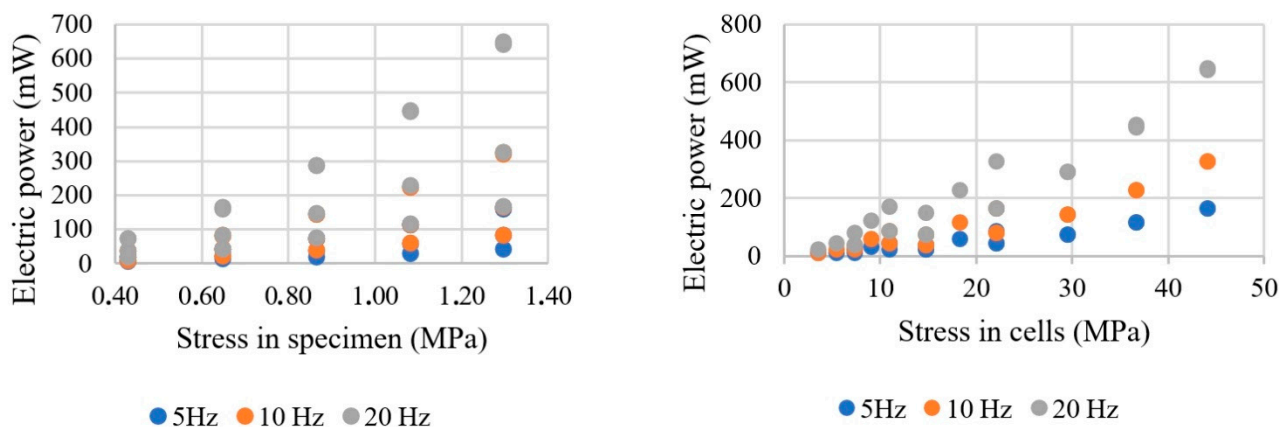 Electric power (mW)
700
600
500
400
300
200
100
0
0.40 0.60 0.80 1.00 1.20 1.40
Stress in specimen (MPa)
5Hz 10 Hz 20 Hz
Electric power (mW)
800
600
400
200
0
0 10 20 30 40 50
Stress in cells (MPa)
5Hz 10 Hz 20 Hz